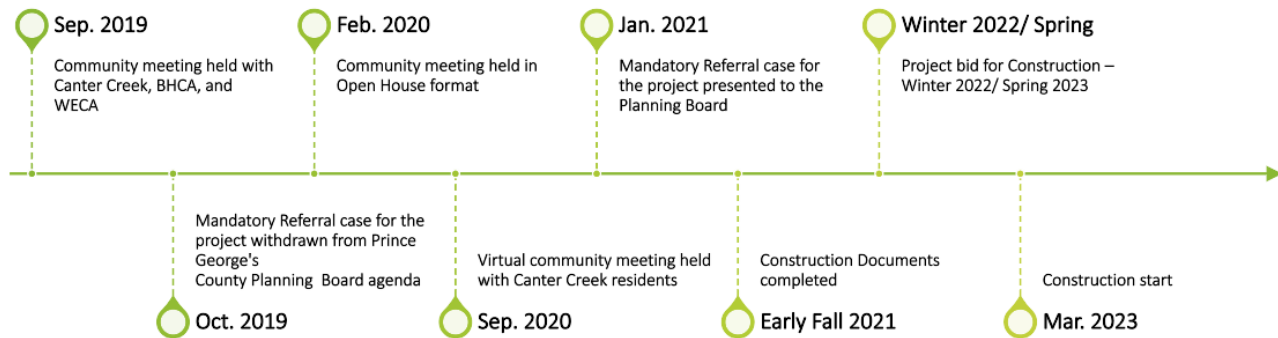 Sep. 2019
Community meeting held with
Canter Creek, BHCA, and
WECA
Feb. 2020
Community meeting held in
Open House format
Jan. 2021
Mandatory Referral case for
the project presented to the
Planning Board
Winter 2022/ Spring
Project bid for Construction –
Winter 2022/ Spring 2023
Mandatory Referral case for the
project withdrawn from Prince
George's
County Planning  Board agenda
Oct. 2019
Virtual community meeting held
with Canter Creek residents
Sep. 2020
Construction Documents
completed
Early Fall 2021
Construction start
Mar. 2023